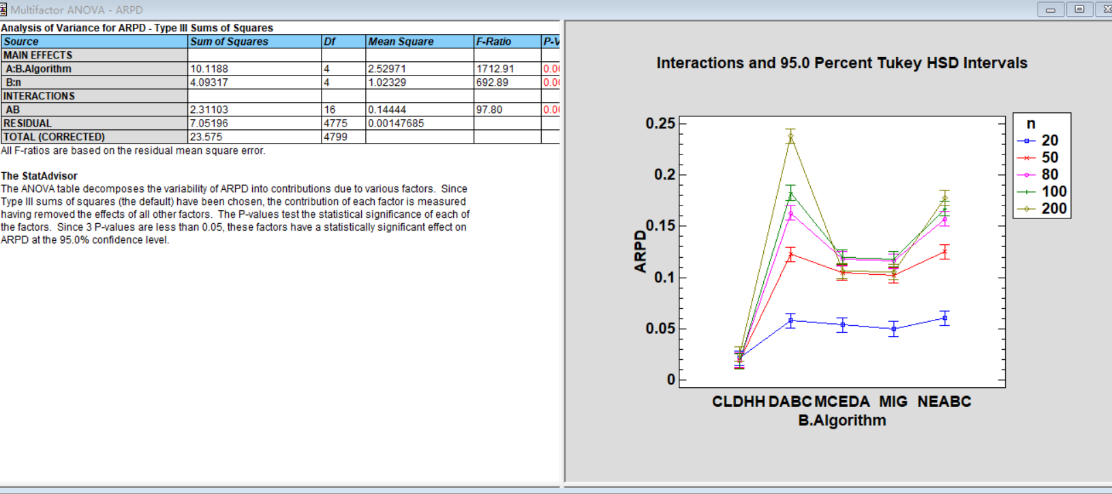 Multifactor ANOVA - ARPD
Analysis of Variance for ARPD - Type III Sums of Squares
Source Sum of Squares Df Mean Square F-Ratio P-V
MAIN EFFECTS
A:B.Algorithm 10.1188 4 2.52971 1712.91 0.00
B:n 4.09317 4 1.02329 692.89 0.00
INTERACTIONS
AB 2.31103 16 0.14444 97.80 0.00
RESIDUAL 7.05196 4775 0.00147685
TOTAL (CORRECTED) 23.575 4799
All F-ratios are based on the residual mean square error.
The StatAdvisor
The ANOVA table decomposes the variability of ARPD into contributions due to various factors. Since
Type III sums of squares (the default) have been chosen, the contribution of each factor is measured
having removed the effects of all other factors. The P-values test the statistical significance of each of
the factors. Since 3 P-values are less than 0.05, these factors have a statistically significant effect on
ARPD at the 95.0% confidence level.
Interactions and 95.0 Percent Tukey HSD Intervals
0.25
0.2
0.15
0.1
0.05
0
ARPD
CLDHH DABC MCEDA MIG NEABC
B.Algorithm
n
20
50
80
100
200